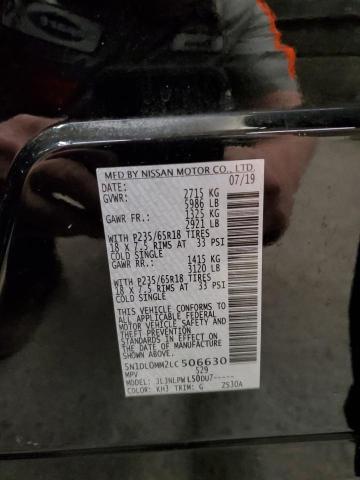 MFD BY NISSAN MOTOR CO., LTD.
DATE: 07/19
GVWR: 2715 KG
5986 LB
GAWR FR.: 1325 KG
2921 LB
WITH P235/65R18 TIRES
18 X 7.5 RIMS AT 33 PSI
COLD SINGLE
GAWR RR.: 1415 KG
3120 LB
WITH P235/65R18 TIRES
18 X 7.5 RIMS AT 33 PSI
COLD SINGLE
THIS VEHICLE CONFORMS TO
ALL APPLICABLE FEDERAL
MOTOR VEHICLE SAFETY AND
THEFT PREVENTION
STANDARDS IN EFFECT ON
THE DATE OF MANUFACTURE
SHOWN ABOVE.
5N1DL0MM2LC506630
MPV 529
MODEL: JLJNLPWL50DU7-----
COLOR: KH3 TRIM: G ZS30A